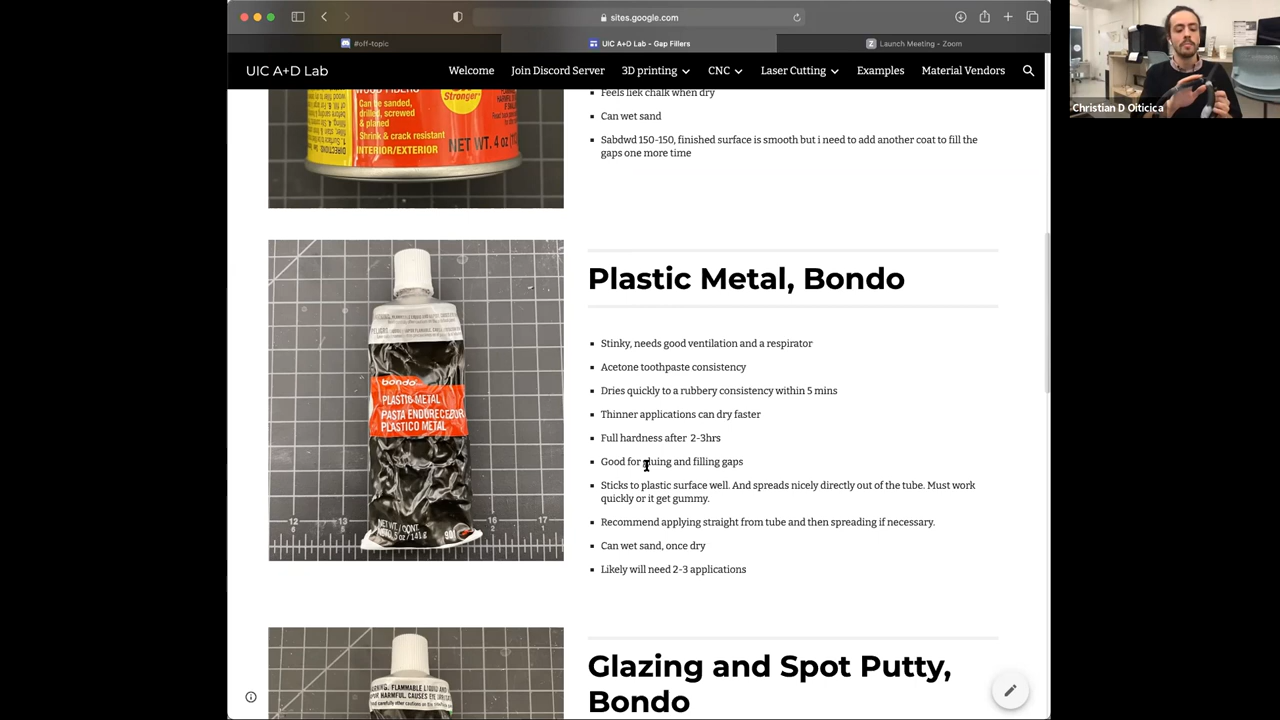 sites.google.com
#off-topic
UIC A+D Lab - Gap Fillers
Launch Meeting - Zoom
UIC A+D Lab
Welcome
Join Discord Server
3D printing
CNC
Laser Cutting
Examples
Material Vendors
Christian D Oiticica
Can be sanded,
drilled, screwed
& planed
Shrink & crack resistant
INTERIOR/EXTERIOR
Stronger
NET WT. 4 oz
Feels liek chalk when dry
Can wet sand
Sabdwd 150-150, finished surface is smooth but i need to add another coat to fill the
gaps one more time
Plastic Metal, Bondo
bondo
PLASTIC METAL
PASTA ENDURECEDOR
PLASTICO METAL
NET WT./CONT.
5 oz/141 g
12
13
16
17
6
1
Stinky, needs good ventilation and a respirator
Acetone toothpaste consistency
Dries quickly to a rubbery consistency within 5 mins
Thinner applications can dry faster
Full hardness after 2-3hrs
Good for gluing and filling gaps
Sticks to plastic surface well. And spreads nicely directly out of the tube. Must work
quickly or it get gummy.
Recommend applying straight from tube and then spreading if necessary.
Can wet sand, once dry
Likely will need 2-3 applications
Glazing and Spot Putty,
Bondo